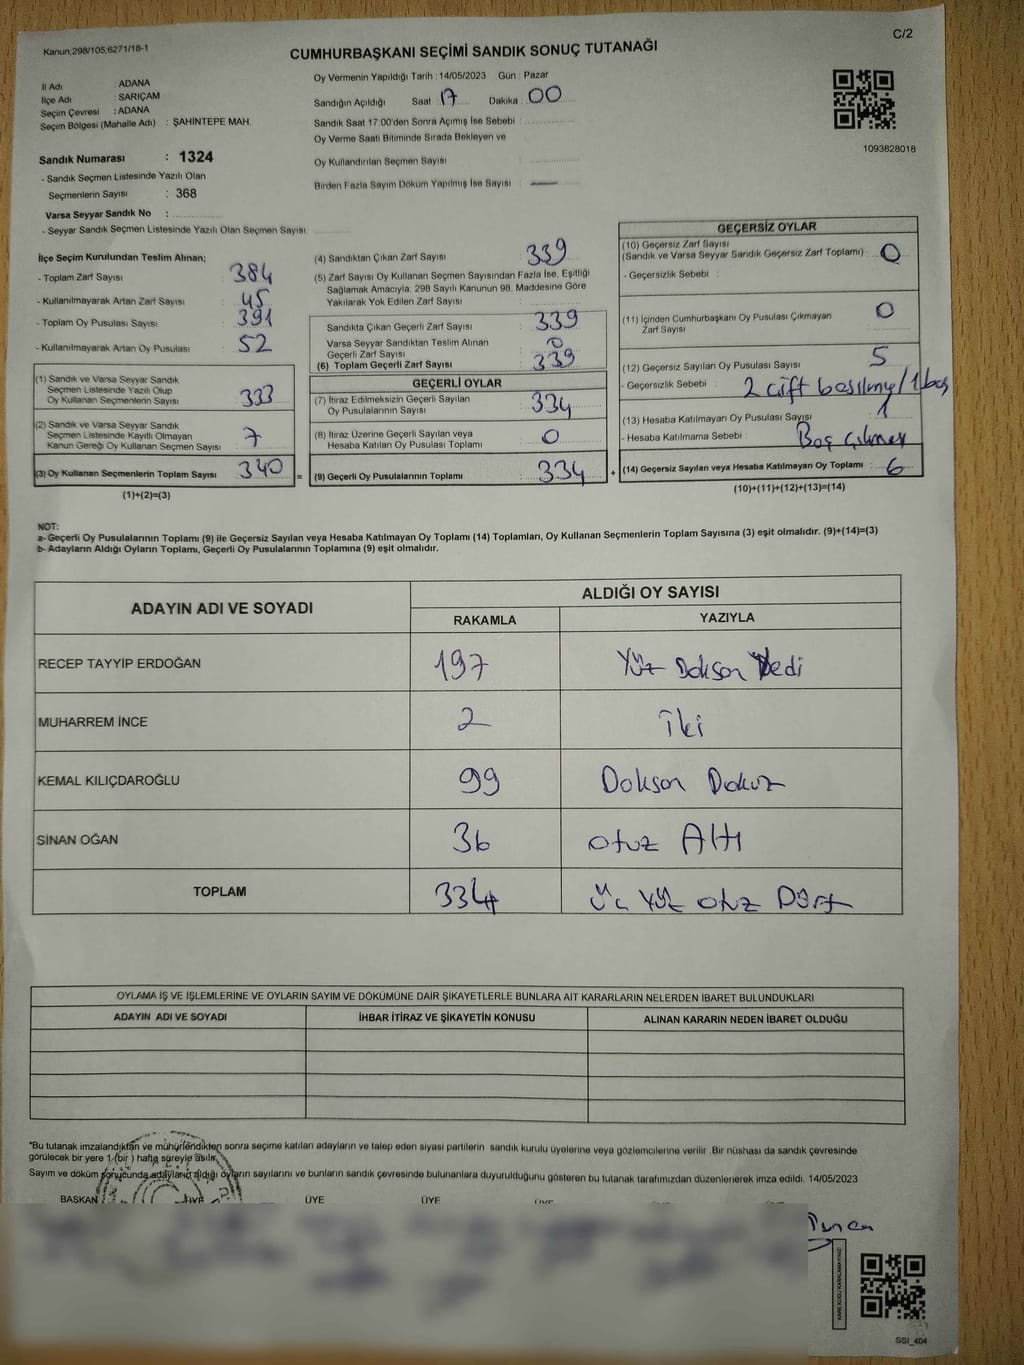 Kanun;298/105;6271/18-1
C/2
CUMHURBAŞKANI SEÇİMİ SANDIK SONUÇ TUTANAĞI
İl Adı : ADANA
İlçe Adı : SARIÇAM
Seçim Çevresi : ADANA
Seçim Bölgesi (Mahalle Adı) : ŞAHİNTEPE MAH.
Oy Vermenin Yapıldığı Tarih : 14/05/2023 Gün : Pazar
Sandığın Açıldığı Saat : 17 Dakika : 00
Sandık Saat 17:00'den Sonra Açımış İse Sebebi :
Oy Verme Saati Bitiminde Sırada Bekleyen ve
Oy Kullandırılan Seçmen Sayısı
Birden Fazla Sayım Döküm Yapılmış İse Sayısı : —
1093828018
Sandık Numarası : 1324
- Sandık Seçmen Listesinde Yazılı Olan
Seçmenlerin Sayısı : 368
Varsa Seyyar Sandık No :
- Seyyar Sandık Seçmen Listesinde Yazılı Olan Seçmen Sayısı:
İlçe Seçim Kurulundan Teslim Alınan;
- Toplam Zarf Sayısı : 384
- Kullanılmayarak Artan Zarf Sayısı : 45
- Toplam Oy Pusulası Sayısı : 391
- Kullanılmayarak Artan Oy Pusulası : 52
(1) Sandık ve Varsa Seyyar Sandık
Seçmen Listesinde Yazılı Olup
Oy Kullanan Seçmenlerin Sayısı : 333
(2) Sandık ve Varsa Seyyar Sandık
Seçmen Listesinde Kayıtlı Olmayan
Kanun Gereği Oy Kullanan Seçmen Sayısı : 7
(3) Oy Kullanan Seçmenlerin Toplam Sayısı : 340
(1)+(2)=(3)
(4) Sandıktan Çıkan Zarf Sayısı : 339
(5) Zarf Sayısı Oy Kullanan Seçmen Sayısından Fazla İse, Eşitliği
Sağlamak Amacıyla; 298 Sayılı Kanunun 98. Maddesine Göre
Yakılarak Yok Edilen Zarf Sayısı :
Sandıkta Çıkan Geçerli Zarf Sayısı : 339
Varsa Seyyar Sandıktan Teslim Alınan
Geçerli Zarf Sayısı : 0
(6) Toplam Geçerli Zarf Sayısı : 339
GEÇERLİ OYLAR
(7) İtiraz Edilmeksizin Geçerli Sayılan
Oy Pusulalarının Sayısı : 334
(8) İtiraz Üzerine Geçerli Sayılan veya
Hesaba Katılan Oy Pusulası Toplamı : 0
= (9) Geçerli Oy Pusulalarının Toplamı : 334 +
GEÇERSİZ OYLAR
(10) Geçersiz Zarf Sayısı
(Sandık ve Varsa Seyyar Sandık Geçersiz Zarf Toplamı) : 0
- Geçersizlik Sebebi :
(11) İçinden Cumhurbaşkanı Oy Pusulası Çıkmayan
Zarf Sayısı : 0
(12) Geçersiz Sayılan Oy Pusulası Sayısı : 5
- Geçersizlik Sebebi : 2 çift basılmış/1 boş
(13) Hesaba Katılmayan Oy Pusulası Sayısı : 1
- Hesaba Katılmama Sebebi : Boş
(14) Geçersiz Sayılan veya Hesaba Katılmayan Oy Toplamı : 6
(10)+(11)+(12)+(13)=(14)
NOT:
a- Geçerli Oy Pusulalarının Toplamı (9) ile Geçersiz Sayılan veya Hesaba Katılmayan Oy Toplamı (14) Toplamları, Oy Kullanan Seçmenlerin Toplam Sayısına (3) eşit olmalıdır. (9)+(14)=(3)
b- Adayların Aldığı Oyların Toplamı, Geçerli Oy Pusulalarının Toplamına (9) eşit olmalıdır.
ADAYIN ADI VE SOYADI ALDIĞI OY SAYISI
RAKAMLA YAZIYLA
RECEP TAYYİP ERDOĞAN 197 Yüz Doksan Yedi
MUHARREM İNCE 2 İki
KEMAL KILIÇDAROĞLU 99 Doksan Dokuz
SİNAN OĞAN 36 Otuz Altı
TOPLAM 334 Üç Yüz Otuz Dört
OYLAMA İŞ VE İŞLEMLERİNE VE OYLARIN SAYIM VE DÖKÜMÜNE DAİR ŞİKAYETLERLE BUNLARA AİT KARARLARIN NELERDEN İBARET BULUNDUKLARI
ADAYIN ADI VE SOYADI İHBAR İTİRAZ VE ŞİKAYETİN KONUSU ALINAN KARARIN NEDEN İBARET OLDUĞU
*Bu tutanak imzalandıktan ve mühürlendikten sonra seçime katılan adayların ve talep eden siyasi partilerin sandık kurulu üyelerine veya gözlemcilerine verilir. Bir nüshası da sandık çevresinde
görülecek bir yere 1 (bir ) hafta süreyle asılır.
Sayım ve döküm sonucunda adayların aldığı oyların sayılarını ve bunların sandık çevresinde bulunanlara duyurulduğunu gösteren bu tutanak tarafımızdan düzenlenerek imza edildi. 14/05/2023
BAŞKAN ÜYE ÜYE ÜYE ÜYE
SSI_404